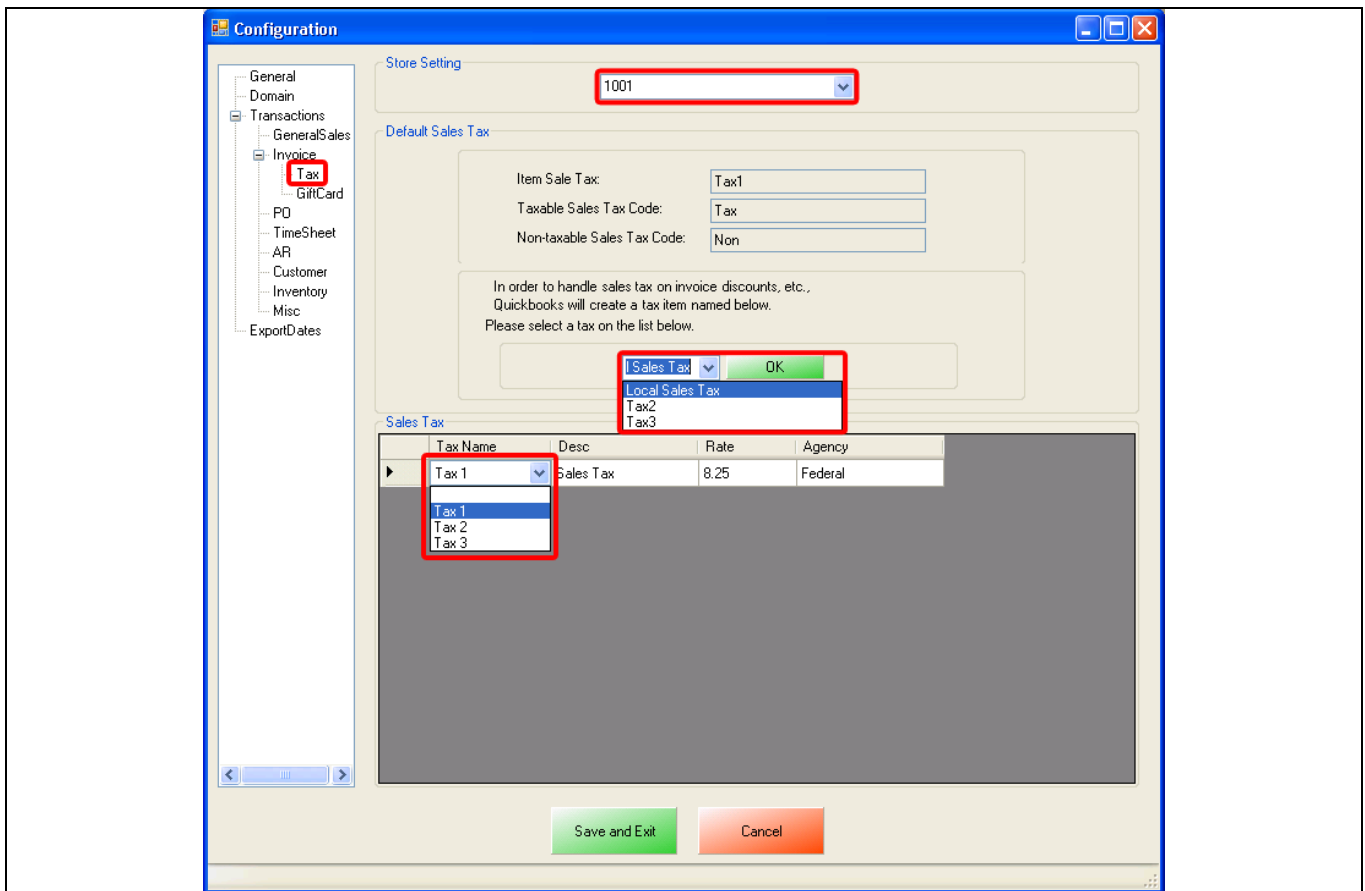 Configuration
General
Domain
Transactions
GeneralSales
Invoice
Tax
GiftCard
PO
TimeSheet
AR
Customer
Inventory
Misc
ExportDates
Store Setting
1001
Default Sales Tax
Item Sale Tax: Tax1
Taxable Sales Tax Code: Tax
Non-taxable Sales Tax Code: Non
In order to handle sales tax on invoice discounts, etc.,
Quickbooks will create a tax item named below.
Please select a tax on the list below.
l Sales Tax OK
Local Sales Tax
Tax2
Tax3
Sales Tax
Tax Name Desc Rate Agency
Tax 1 Sales Tax 8.25 Federal
Tax 1
Tax 2
Tax 3
Save and Exit Cancel